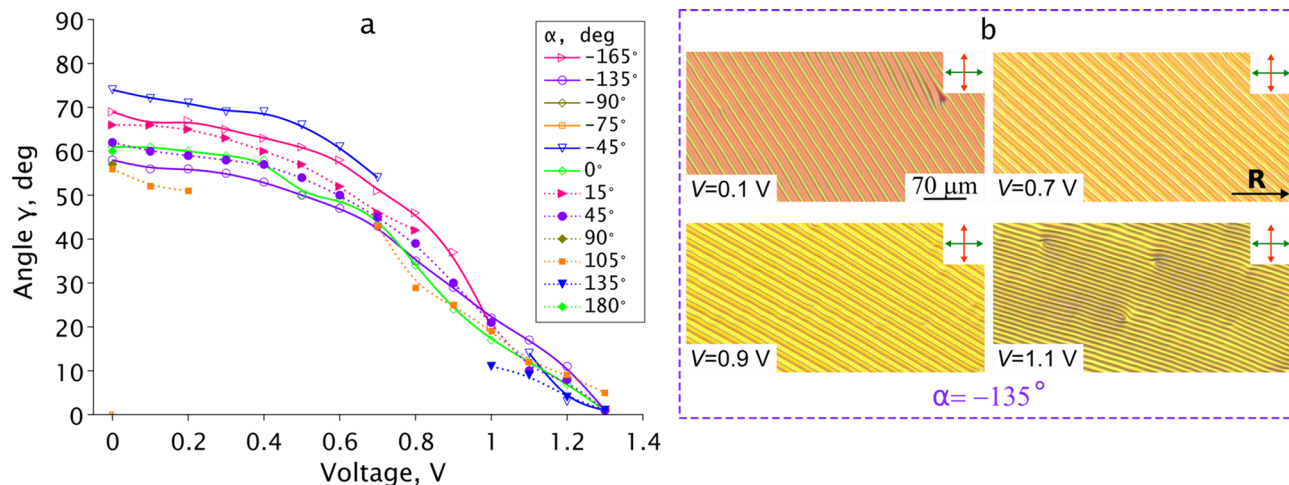 a
Angle γ, deg
90
80
70
60
50
40
30
20
10
0
0 0.2 0.4 0.6 0.8 1 1.2 1.4
Voltage, V
α, deg
−165°
−135°
−90°
−75°
−45°
0°
15°
45°
90°
105°
135°
180°
b
V=0.1 V
70 μm
V=0.7 V
R
V=0.9 V
V=1.1 V
α= −135°